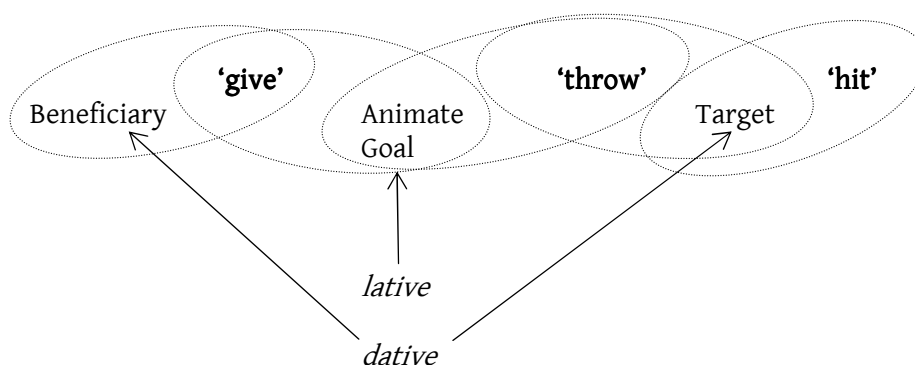 ‘give’ ‘throw’ ‘hit’
Beneficiary Animate Target
Goal
lative
dative